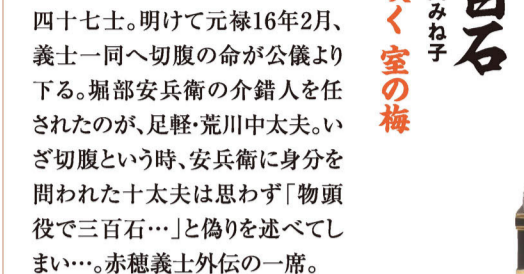 百石
みね子
く 室の梅
四十七士。明けて元禄16年2月、
義士一同へ切腹の命が公儀より
下る。堀部安兵衛の介錯人を任
されたのが、足軽・荒川中太夫。い
ざ切腹という時、安兵衛に身分を
問われた十太夫は思わず「物頭
役で三百石…」と偽りを述べてし
まい…。赤穂義士外伝の一席。